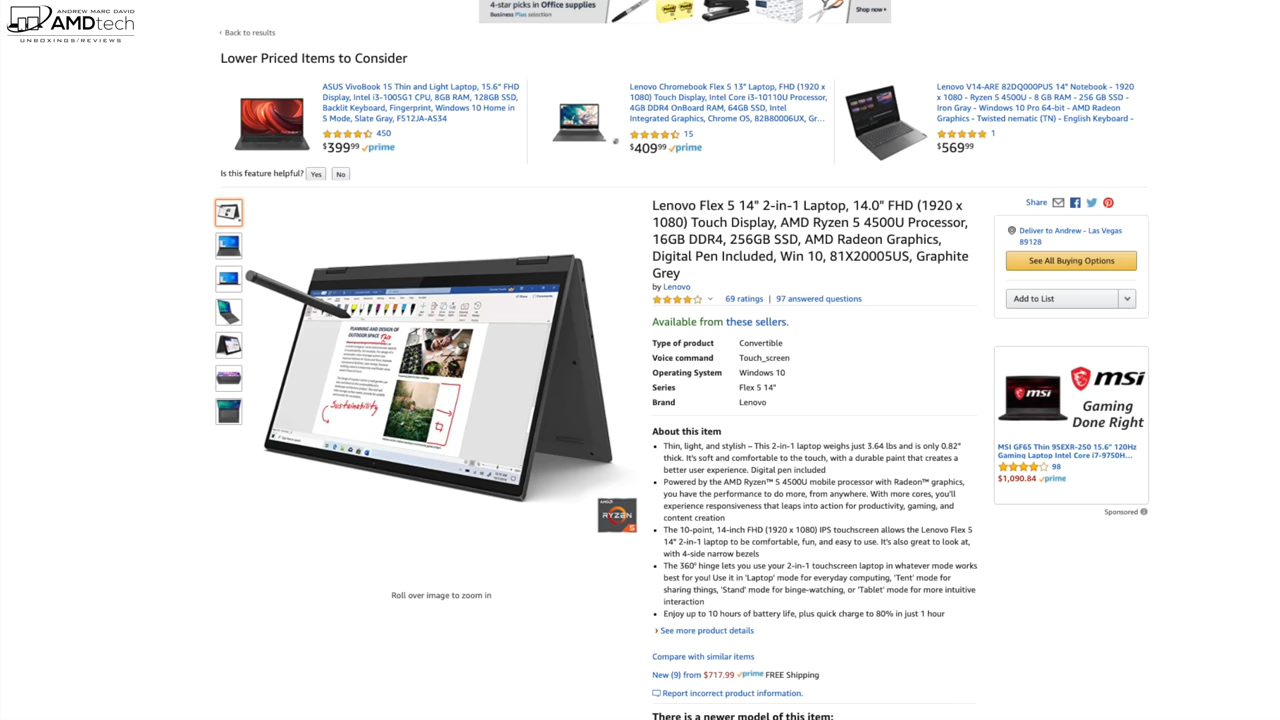 ANDREW MARC DAVID
AMDtech
UNBOXINGS/REVIEWS
4-star picks in Office supplies
Business Plus selection
Shop now ▸
‹ Back to results
Lower Priced Items to Consider
ASUS VivoBook 15 Thin and Light Laptop, 15.6" FHD
Display, Intel i3-1005G1 CPU, 8GB RAM, 128GB SSD,
Backlit Keyboard, Fingerprint, Windows 10 Home in
S Mode, Slate Gray, F512JA-AS34
450
$399⁹⁹ prime
Lenovo Chromebook Flex 5 13" Laptop, FHD (1920 x
1080) Touch Display, Intel Core i3-10110U Processor,
4GB DDR4 OnBoard RAM, 64GB SSD, Intel
Integrated Graphics, Chrome OS, 82B80006UX, Gr...
15
$409⁹⁹ prime
Lenovo V14-ARE 82DQ000PUS 14" Notebook - 1920
x 1080 - Ryzen 5 4500U - 8 GB RAM - 256 GB SSD -
Iron Gray - Windows 10 Pro 64-bit - AMD Radeon
Graphics - Twisted nematic (TN) - English Keyboard -
1
$569⁹⁹
Is this feature helpful? Yes No
Lenovo Flex 5 14" 2-in-1 Laptop, 14.0" FHD (1920 x
1080) Touch Display, AMD Ryzen 5 4500U Processor,
16GB DDR4, 256GB SSD, AMD Radeon Graphics,
Digital Pen Included, Win 10, 81X20005US, Graphite
Grey
by Lenovo
69 ratings | 97 answered questions
Available from these sellers.
Type of product Convertible
Voice command Touch_screen
Operating System Windows 10
Series Flex 5 14"
Brand Lenovo
About this item
• Thin, light, and stylish – This 2-in-1 laptop weighs just 3.64 lbs and is only 0.82"
thick. It's soft and comfortable to the touch, with a durable paint that creates a
better user experience. Digital pen included
• Powered by the AMD Ryzen™ 5 4500U mobile processor with Radeon™ graphics,
you have the performance to do more, from anywhere. With more cores, you'll
experience responsiveness that leaps into action for productivity, gaming, and
content creation
• The 10-point, 14-inch FHD (1920 x 1080) IPS touchscreen allows the Lenovo Flex 5
14" 2-in-1 laptop to be comfortable, fun, and easy to use. It's also great to look at,
with 4-side narrow bezels
• The 360° hinge lets you use your 2-in-1 touchscreen laptop in whatever mode works
best for you! Use it in 'Laptop' mode for everyday computing, 'Tent' mode for
sharing things, 'Stand' mode for binge-watching, or 'Tablet' mode for more intuitive
interaction
• Enjoy up to 10 hours of battery life, plus quick charge to 80% in just 1 hour
› See more product details
Compare with similar items
New (9) from $717.99 prime FREE Shipping
Report incorrect product information.
There is a newer model of this item:
PLANNING AND DESIGN OF
OUTDOOR SPACE
Sustainability
AMD
RYZEN
5
Roll over image to zoom in
Share
Deliver to Andrew - Las Vegas
89128
See All Buying Options
Add to List
msi
msi
Gaming
Done Right
MSI GF65 Thin 9SEXR-250 15.6" 120Hz
Gaming Laptop Intel Core i7-9750H...
98
$1,090.84 prime
Sponsored